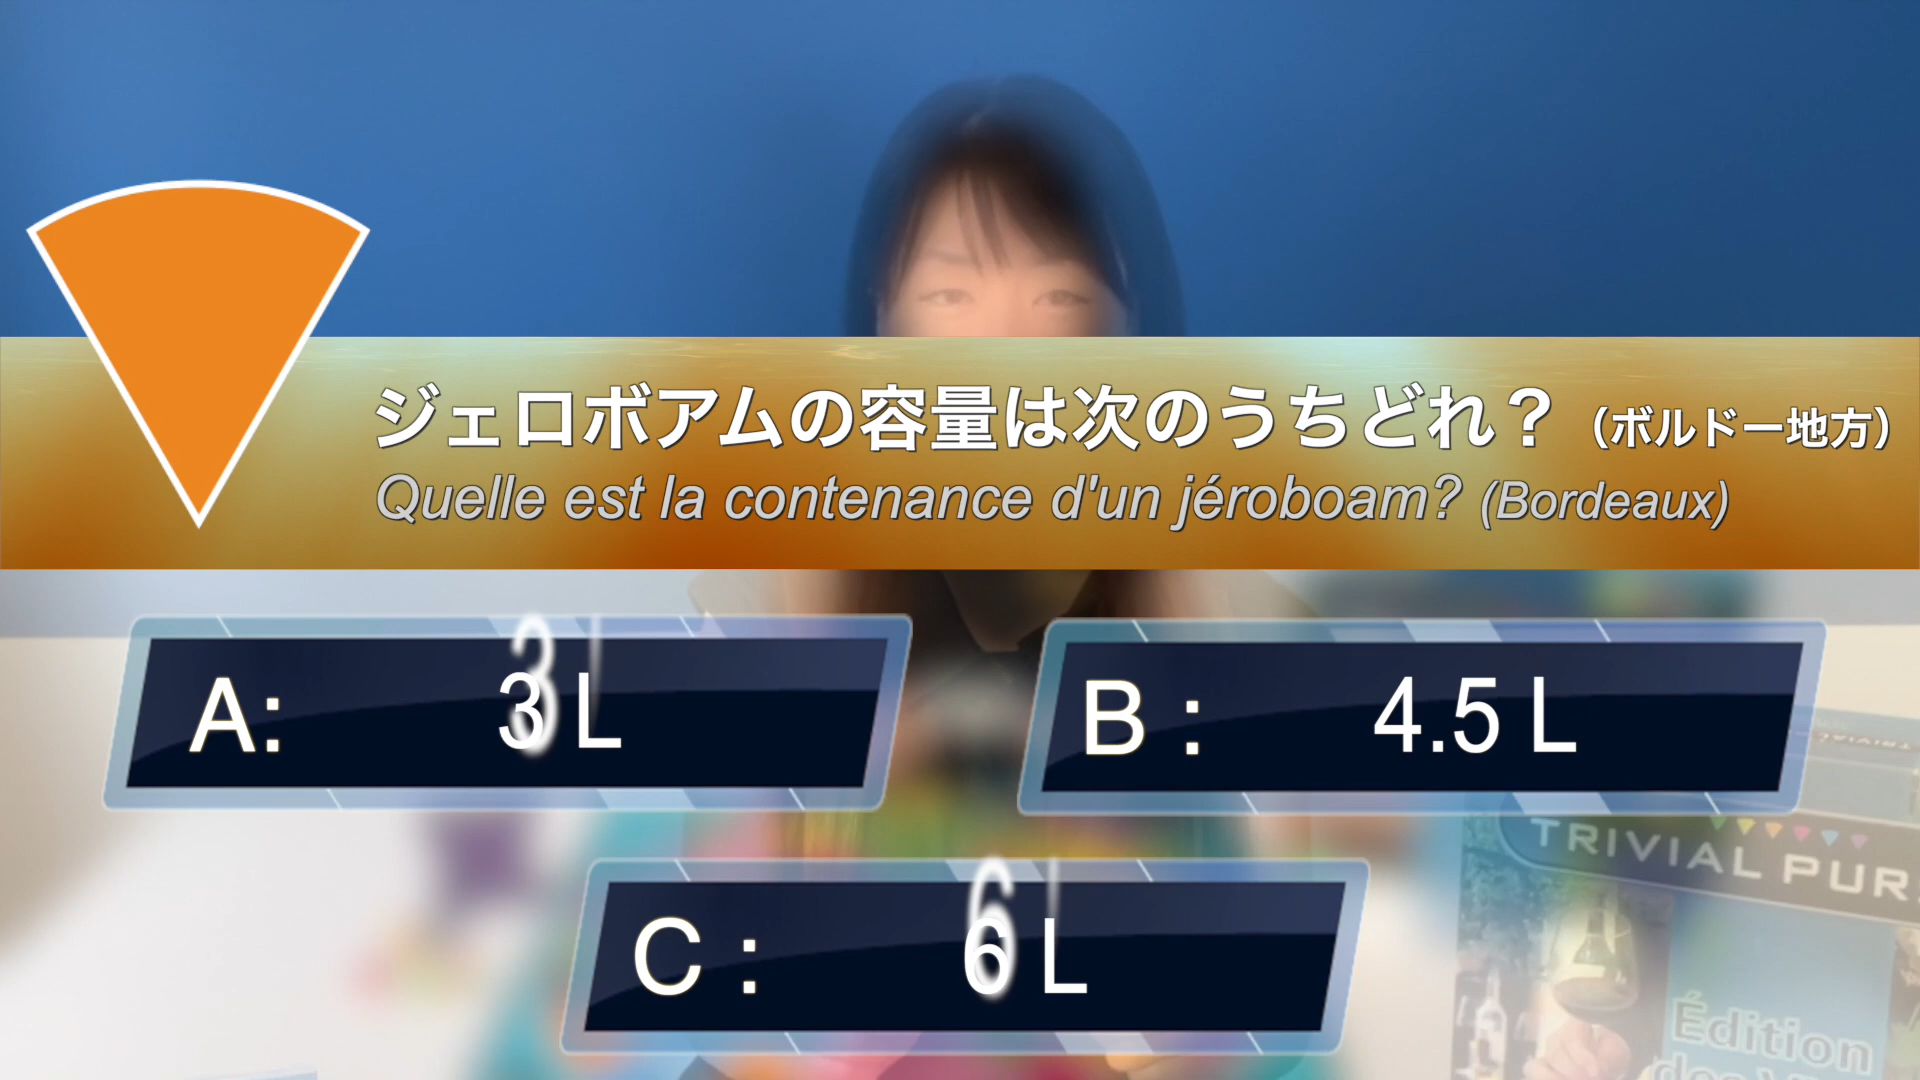 ジェロボアムの容量は次のうちどれ？（ボルドー地方）
Quelle est la contenance d'un jéroboam? (Bordeaux)
A: 3 L
B : 4.5 L
C : 6 L
TRIVIAL PUR
Édition